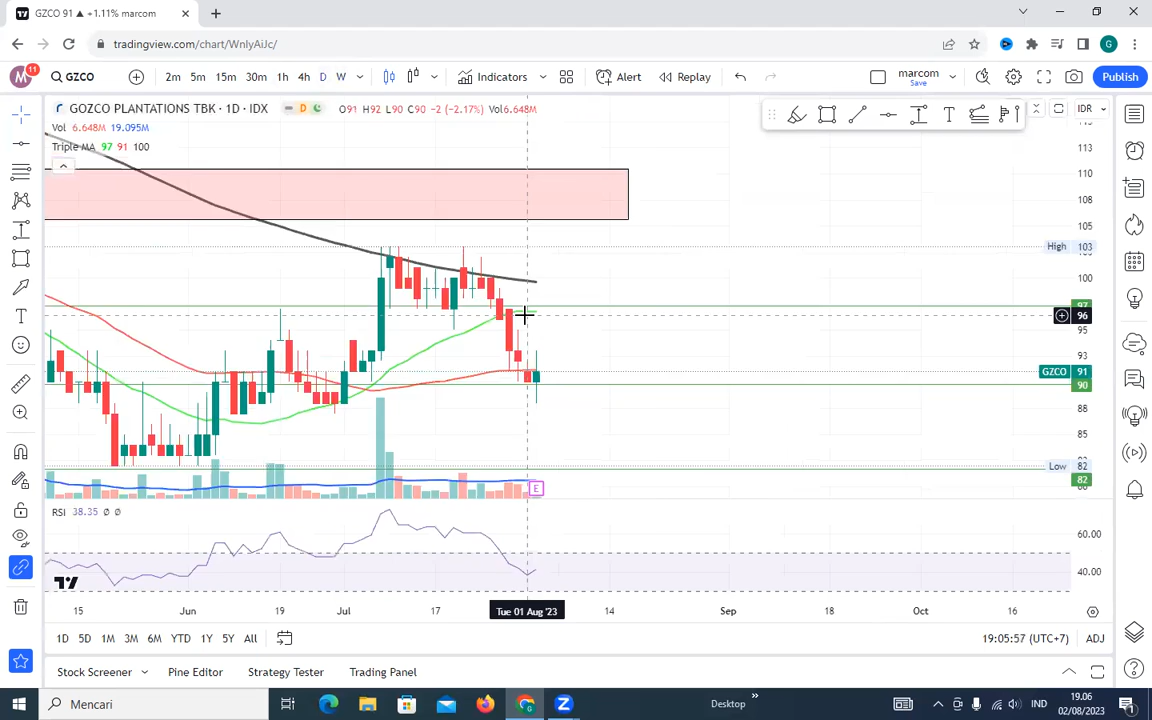 GZCO 91 ▲ +1.11% marcom
tradingview.com/chart/WnlyAiJc/
G
M 11 GZCO 2m 5m 15m 30m 1h 4h D W Indicators Alert Replay marcom Save Publish
GOZCO PLANTATIONS TBK · 1D · IDX D O91 H92 L90 C90 −2 (−2.17%) Vol6.648M
IDR
Vol 6.648M 19.095M
Triple MA 97 91 100
113
110
108
105
High 103
100
97
96
95
93
GZCO 91
90
88
85
Low 82
82
E
RSI 38.35 Ø Ø
60.00
40.00
15 Jun 19 Jul 17 Tue 01 Aug '23 14 Sep 18 Oct 16
1D 5D 1M 3M 6M YTD 1Y 5Y All 19:05:57 (UTC+7) ADJ
Stock Screener Pine Editor Strategy Tester Trading Panel
Mencari Desktop IND 19.06
02/08/2023 1